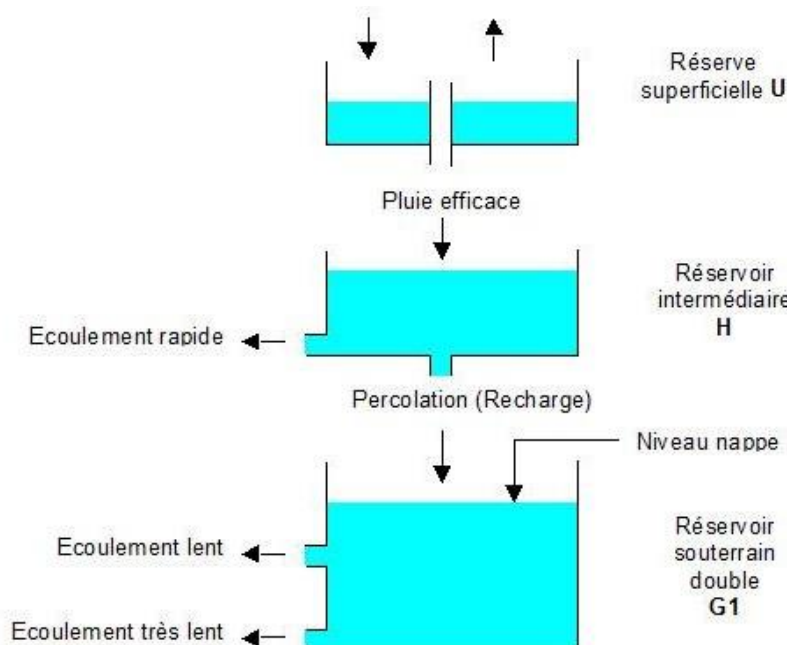 Réserve
superficielle U
Pluie efficace
Réservoir
intermédiaire
H
Ecoulement rapide
Percolation (Recharge)
Niveau nappe
Ecoulement lent
Réservoir
souterrain
double
G1
Ecoulement très lent